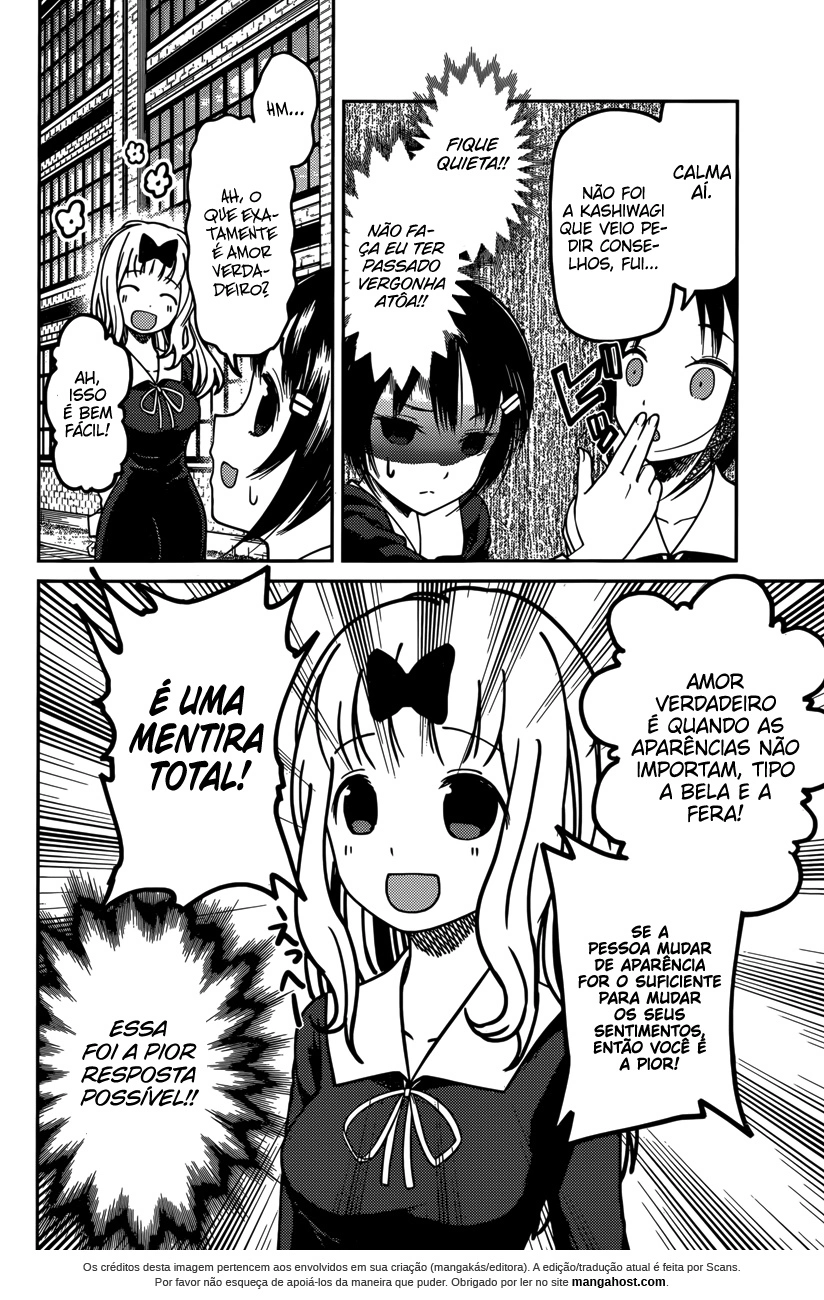 CALMA
AÍ.
NÃO FOI
A KASHIWAGI
QUE VEIO PE-
DIR CONSE-
LHOS, FUI...
FIQUE
QUIETA!!
NÃO FA-
ÇA EU TER
PASSADO
VERGONHA
ATÔA!!
HM...
AH, O
QUE EXA-
TAMENTE
É AMOR
VERDA-
DEIRO?
AH,
ISSO
É BEM
FÁCIL!
AMOR
VERDADEIRO
É QUANDO AS
APARÊNCIAS NÃO
IMPORTAM, TIPO
A BELA E A
FERA!
SE A
PESSOA MUDAR
DE APARÊNCIA
FOR O SUFICIENTE
PARA MUDAR
OS SEUS
SENTIMENTOS,
ENTÃO VOCÊ É
A PIOR!
É UMA
MENTIRA
TOTAL!
えっへん
ESSA
FOI A PIOR
RESPOSTA
POSSÍVEL!!
Os créditos desta imagem pertencem aos envolvidos em sua criação (mangakás/editora). A edição/tradução atual é feita por Scans.
Por favor não esqueça de apoiá-los da maneira que puder. Obrigado por ler no site mangahost.com.